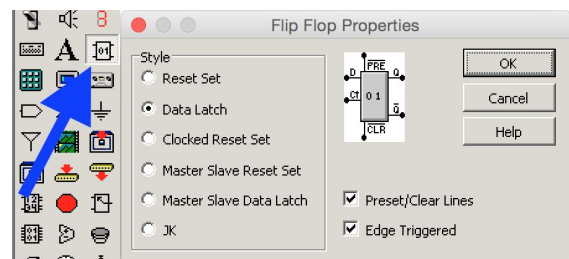 Flip Flop Properties
A
8
01
Style
Reset Set
Data Latch
Clocked Reset Set
Master Slave Reset Set
Master Slave Data Latch
JK
PRE
D
Q
Ct
0 1
Q̅
CLR
Preset/Clear Lines
Edge Triggered
OK
Cancel
Help